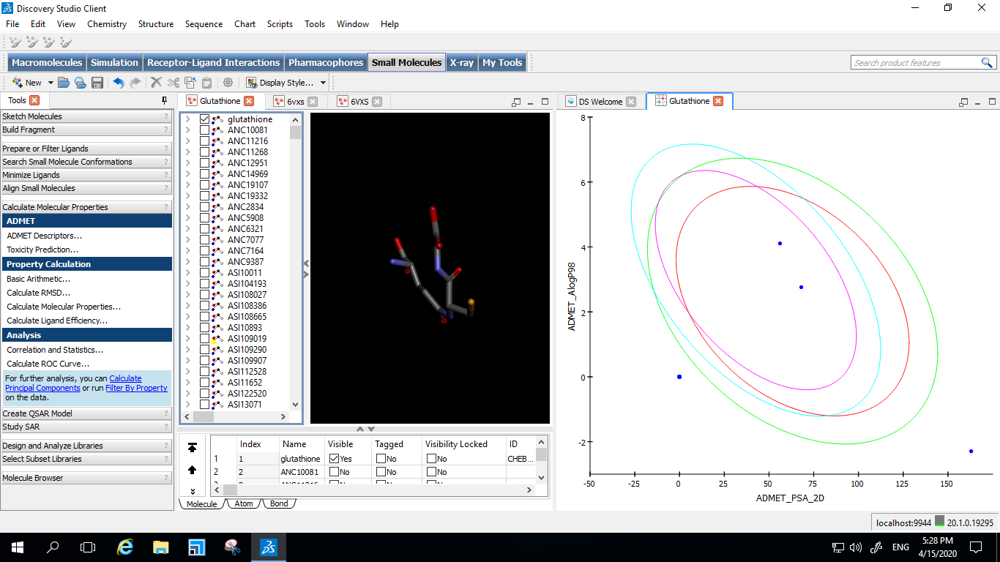 Discovery Studio Client
File Edit View Chemistry Structure Sequence Chart Scripts Tools Window Help
Macromolecules Simulation Receptor-Ligand Interactions Pharmacophores Small Molecules X-ray My Tools
Search product features
New Display Style...
Tools
Sketch Molecules ?
Build Fragment ?
Prepare or Filter Ligands ?
Search Small Molecule Conformations ?
Minimize Ligands ?
Align Small Molecules ?
Calculate Molecular Properties ?
ADMET
ADMET Descriptors...
Toxicity Prediction...
Property Calculation
Basic Arithmetic...
Calculate RMSD...
Calculate Molecular Properties...
Calculate Ligand Efficiency...
Analysis
Correlation and Statistics...
Calculate ROC Curve...
For further analysis, you can Calculate
Principal Components or run Filter By Property
on the data.
Create QSAR Model ?
Study SAR ?
Design and Analyze Libraries ?
Select Subset Libraries ?
Molecule Browser ?
Glutathione 6vxs 6VXS
glutathione
ANC10081
ANC11216
ANC11268
ANC12951
ANC14969
ANC19107
ANC19332
ANC2834
ANC5908
ANC6321
ANC7077
ANC7164
ANC9387
ASI10011
ASI104193
ASI108027
ASI108386
ASI108665
ASI10893
ASI109019
ASI109290
ASI109907
ASI112528
ASI11652
ASI122520
ASI13071
Index Name Visible Tagged Visibility Locked ID
1 1 glutathione Yes No No CHEB...
2 2 ANC10081 No No No
Molecule Atom Bond
DS Welcome Glutathione
8
6
4
2
0
-2
ADMET_AlogP98
-50 -25 0 25 50 75 100 125 150
ADMET_PSA_2D
localhost:9944 20.1.0.19295
ENG
5:28 PM
4/15/2020